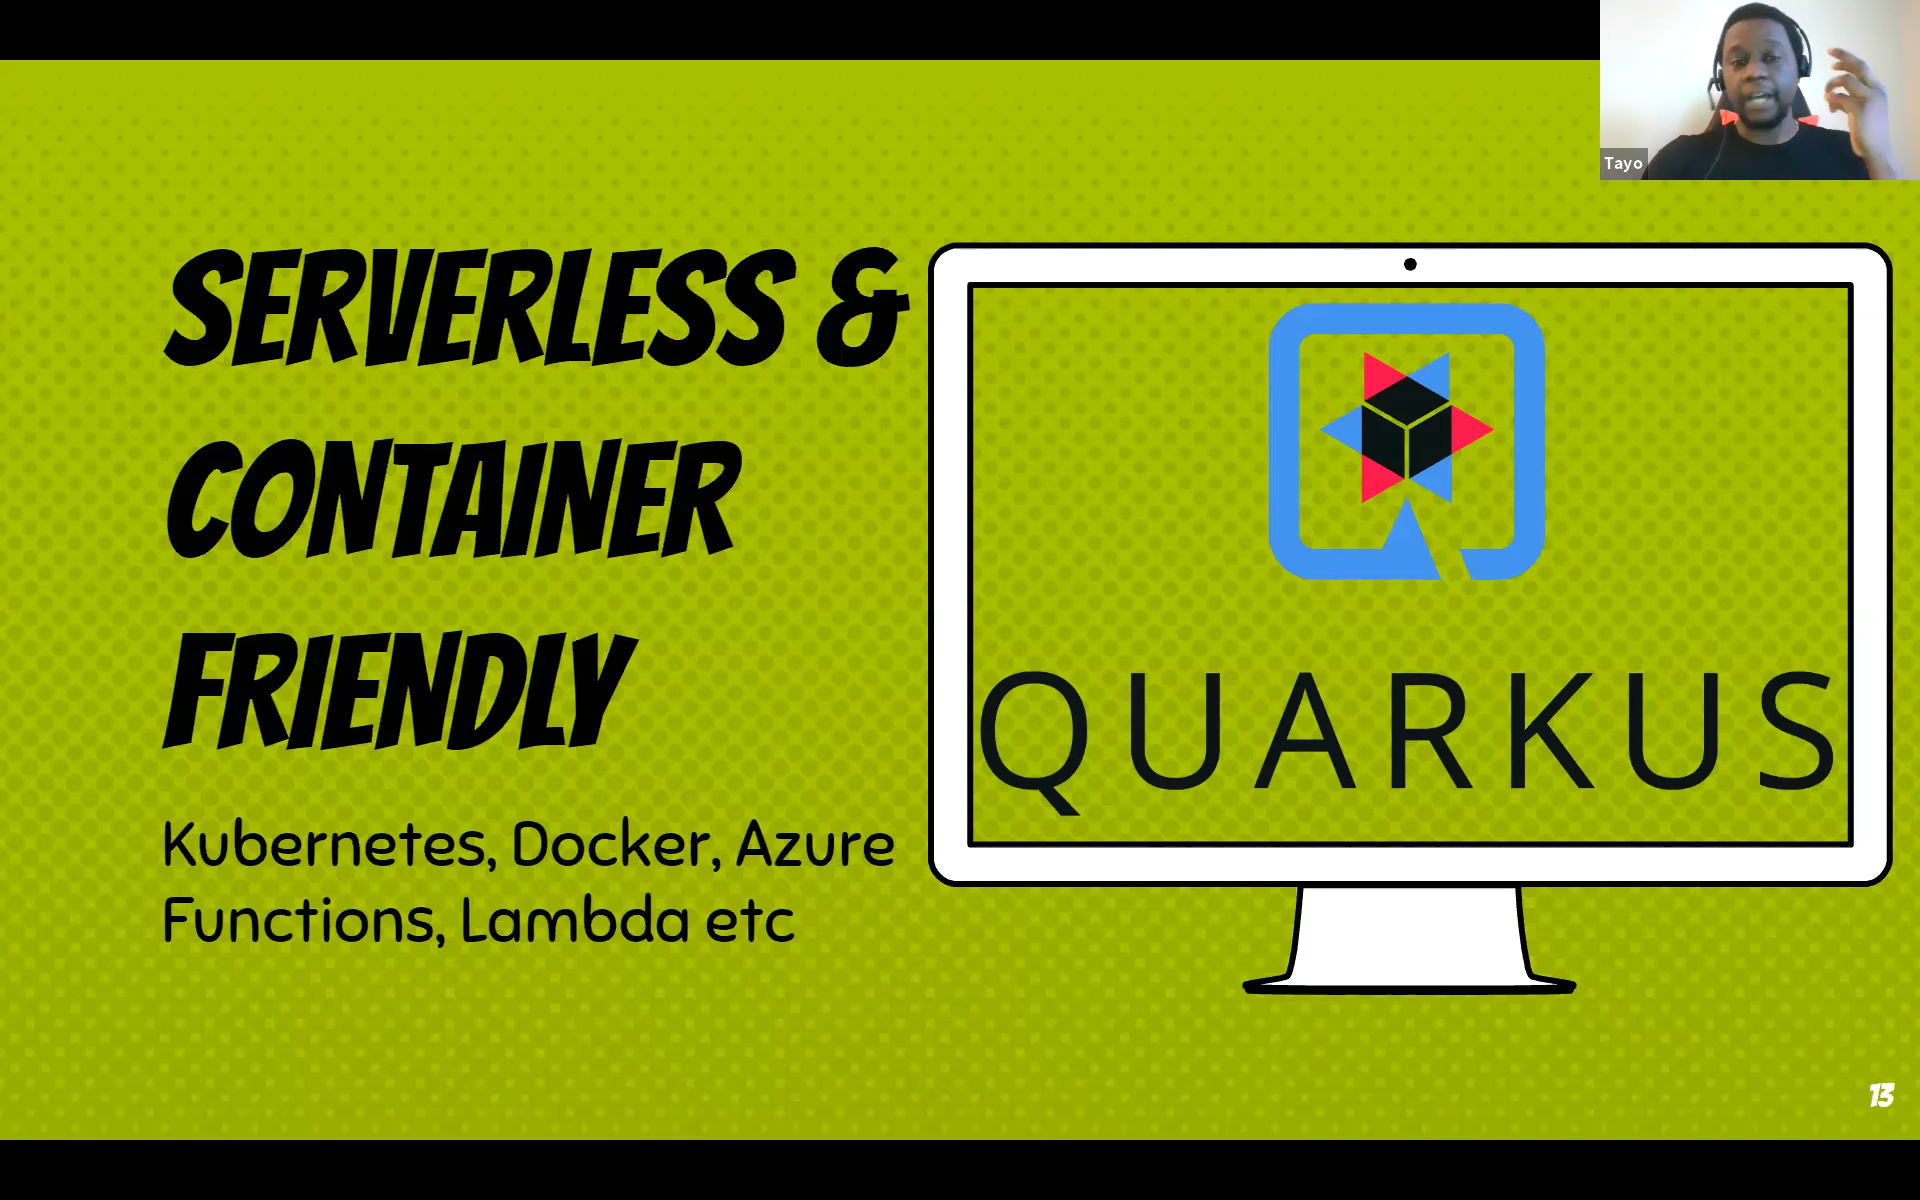 Tayo
SERVERLESS &
CONTAINER
FRIENDLY
Kubernetes, Docker, Azure
Functions, Lambda etc
QUARKUS
13